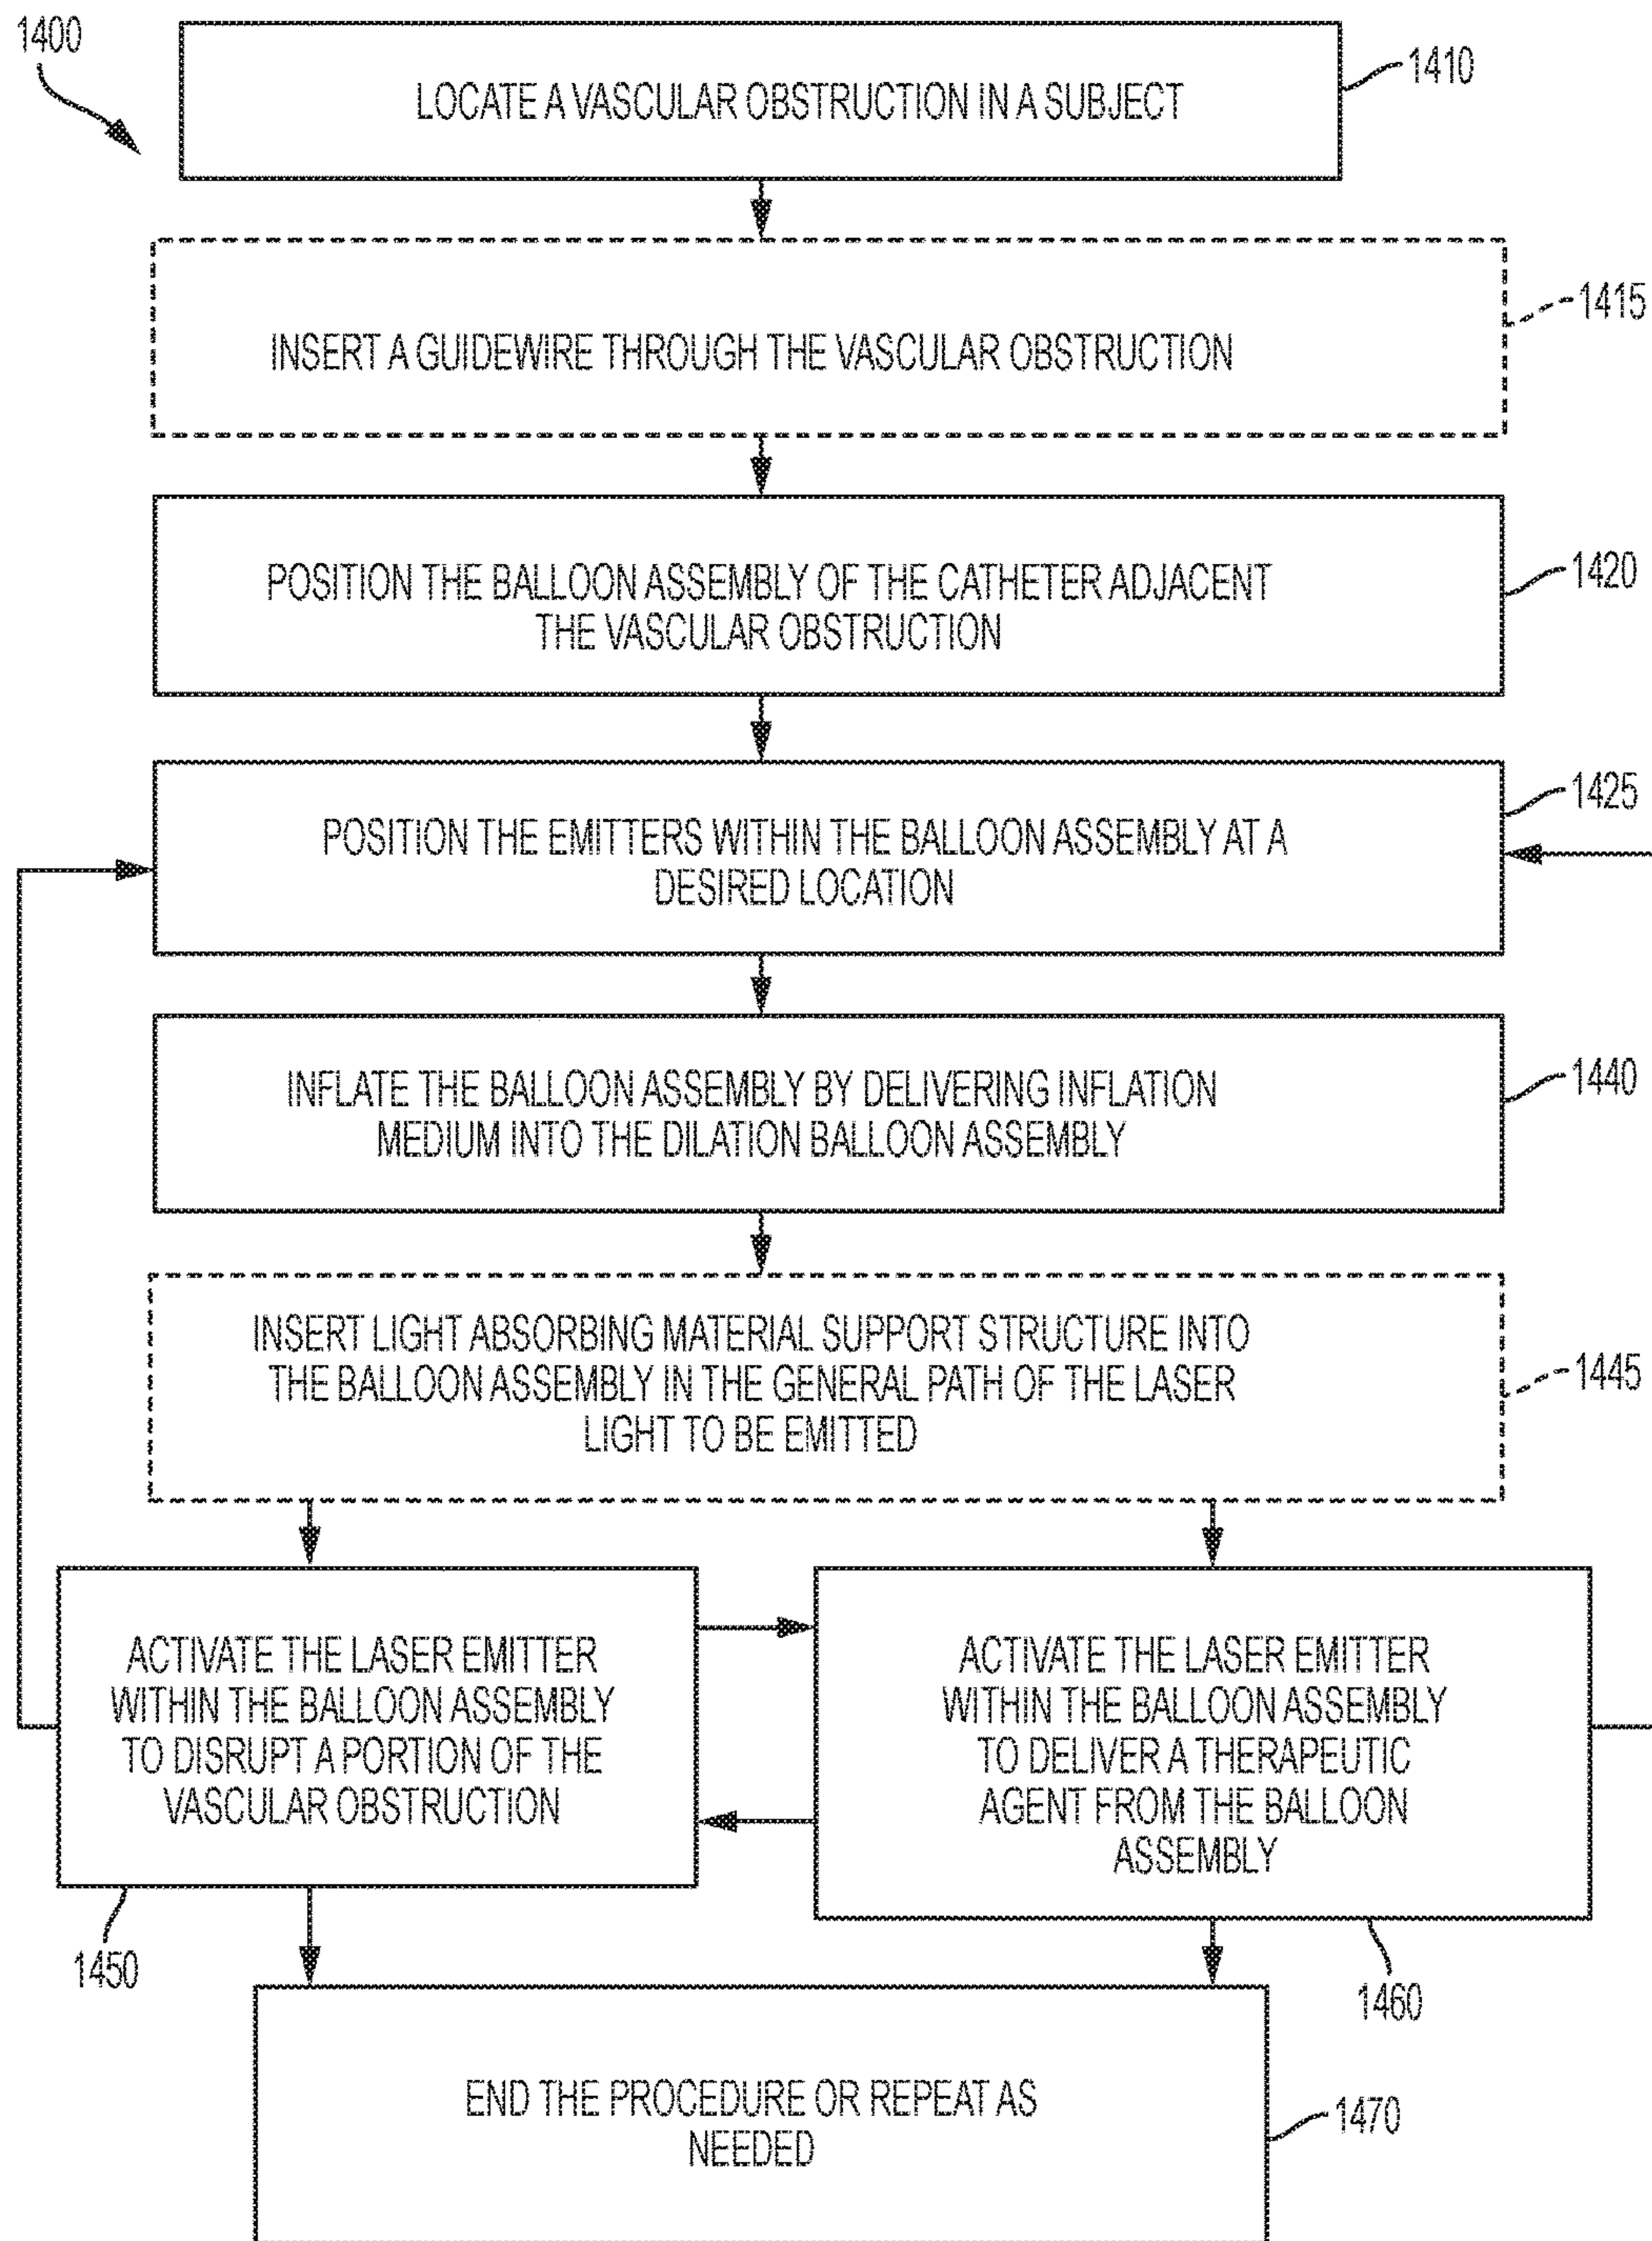 1400
LOCATE A VASCULAR OBSTRUCTION IN A SUBJECT
1410
INSERT A GUIDEWIRE THROUGH THE VASCULAR OBSTRUCTION
1415
POSITION THE BALLOON ASSEMBLY OF THE CATHETER ADJACENT
THE VASCULAR OBSTRUCTION
1420
POSITION THE EMITTERS WITHIN THE BALLOON ASSEMBLY AT A
DESIRED LOCATION
1425
INFLATE THE BALLOON ASSEMBLY BY DELIVERING INFLATION
MEDIUM INTO THE DILATION BALLOON ASSEMBLY
1440
INSERT LIGHT ABSORBING MATERIAL SUPPORT STRUCTURE INTO
THE BALLOON ASSEMBLY IN THE GENERAL PATH OF THE LASER
LIGHT TO BE EMITTED
1445
ACTIVATE THE LASER EMITTER
WITHIN THE BALLOON ASSEMBLY
TO DISRUPT A PORTION OF THE
VASCULAR OBSTRUCTION
1450
ACTIVATE THE LASER EMITTER
WITHIN THE BALLOON ASSEMBLY
TO DELIVER A THERAPEUTIC
AGENT FROM THE BALLOON
ASSEMBLY
1460
END THE PROCEDURE OR REPEAT AS
NEEDED
1470